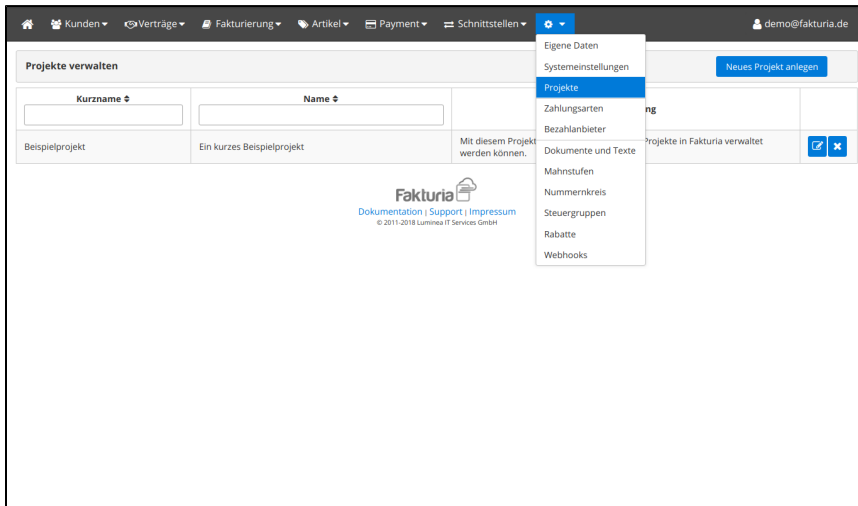 Kunden Verträge Fakturierung Artikel Payment Schnittstellen demo@fakturia.de
Eigene Daten
Systemeinstellungen
Projekte
Zahlungsarten
Bezahlanbieter
Dokumente und Texte
Mahnstufen
Nummernkreis
Steuergruppen
Rabatte
Webhooks
Projekte verwalten
Neues Projekt anlegen
Kurzname Name ng
Beispielprojekt Ein kurzes Beispielprojekt Mit diesem Projekt Projekte in Fakturia verwaltet
werden können.
Fakturia
Dokumentation | Support | Impressum
© 2011-2018 Luminea IT Services GmbH